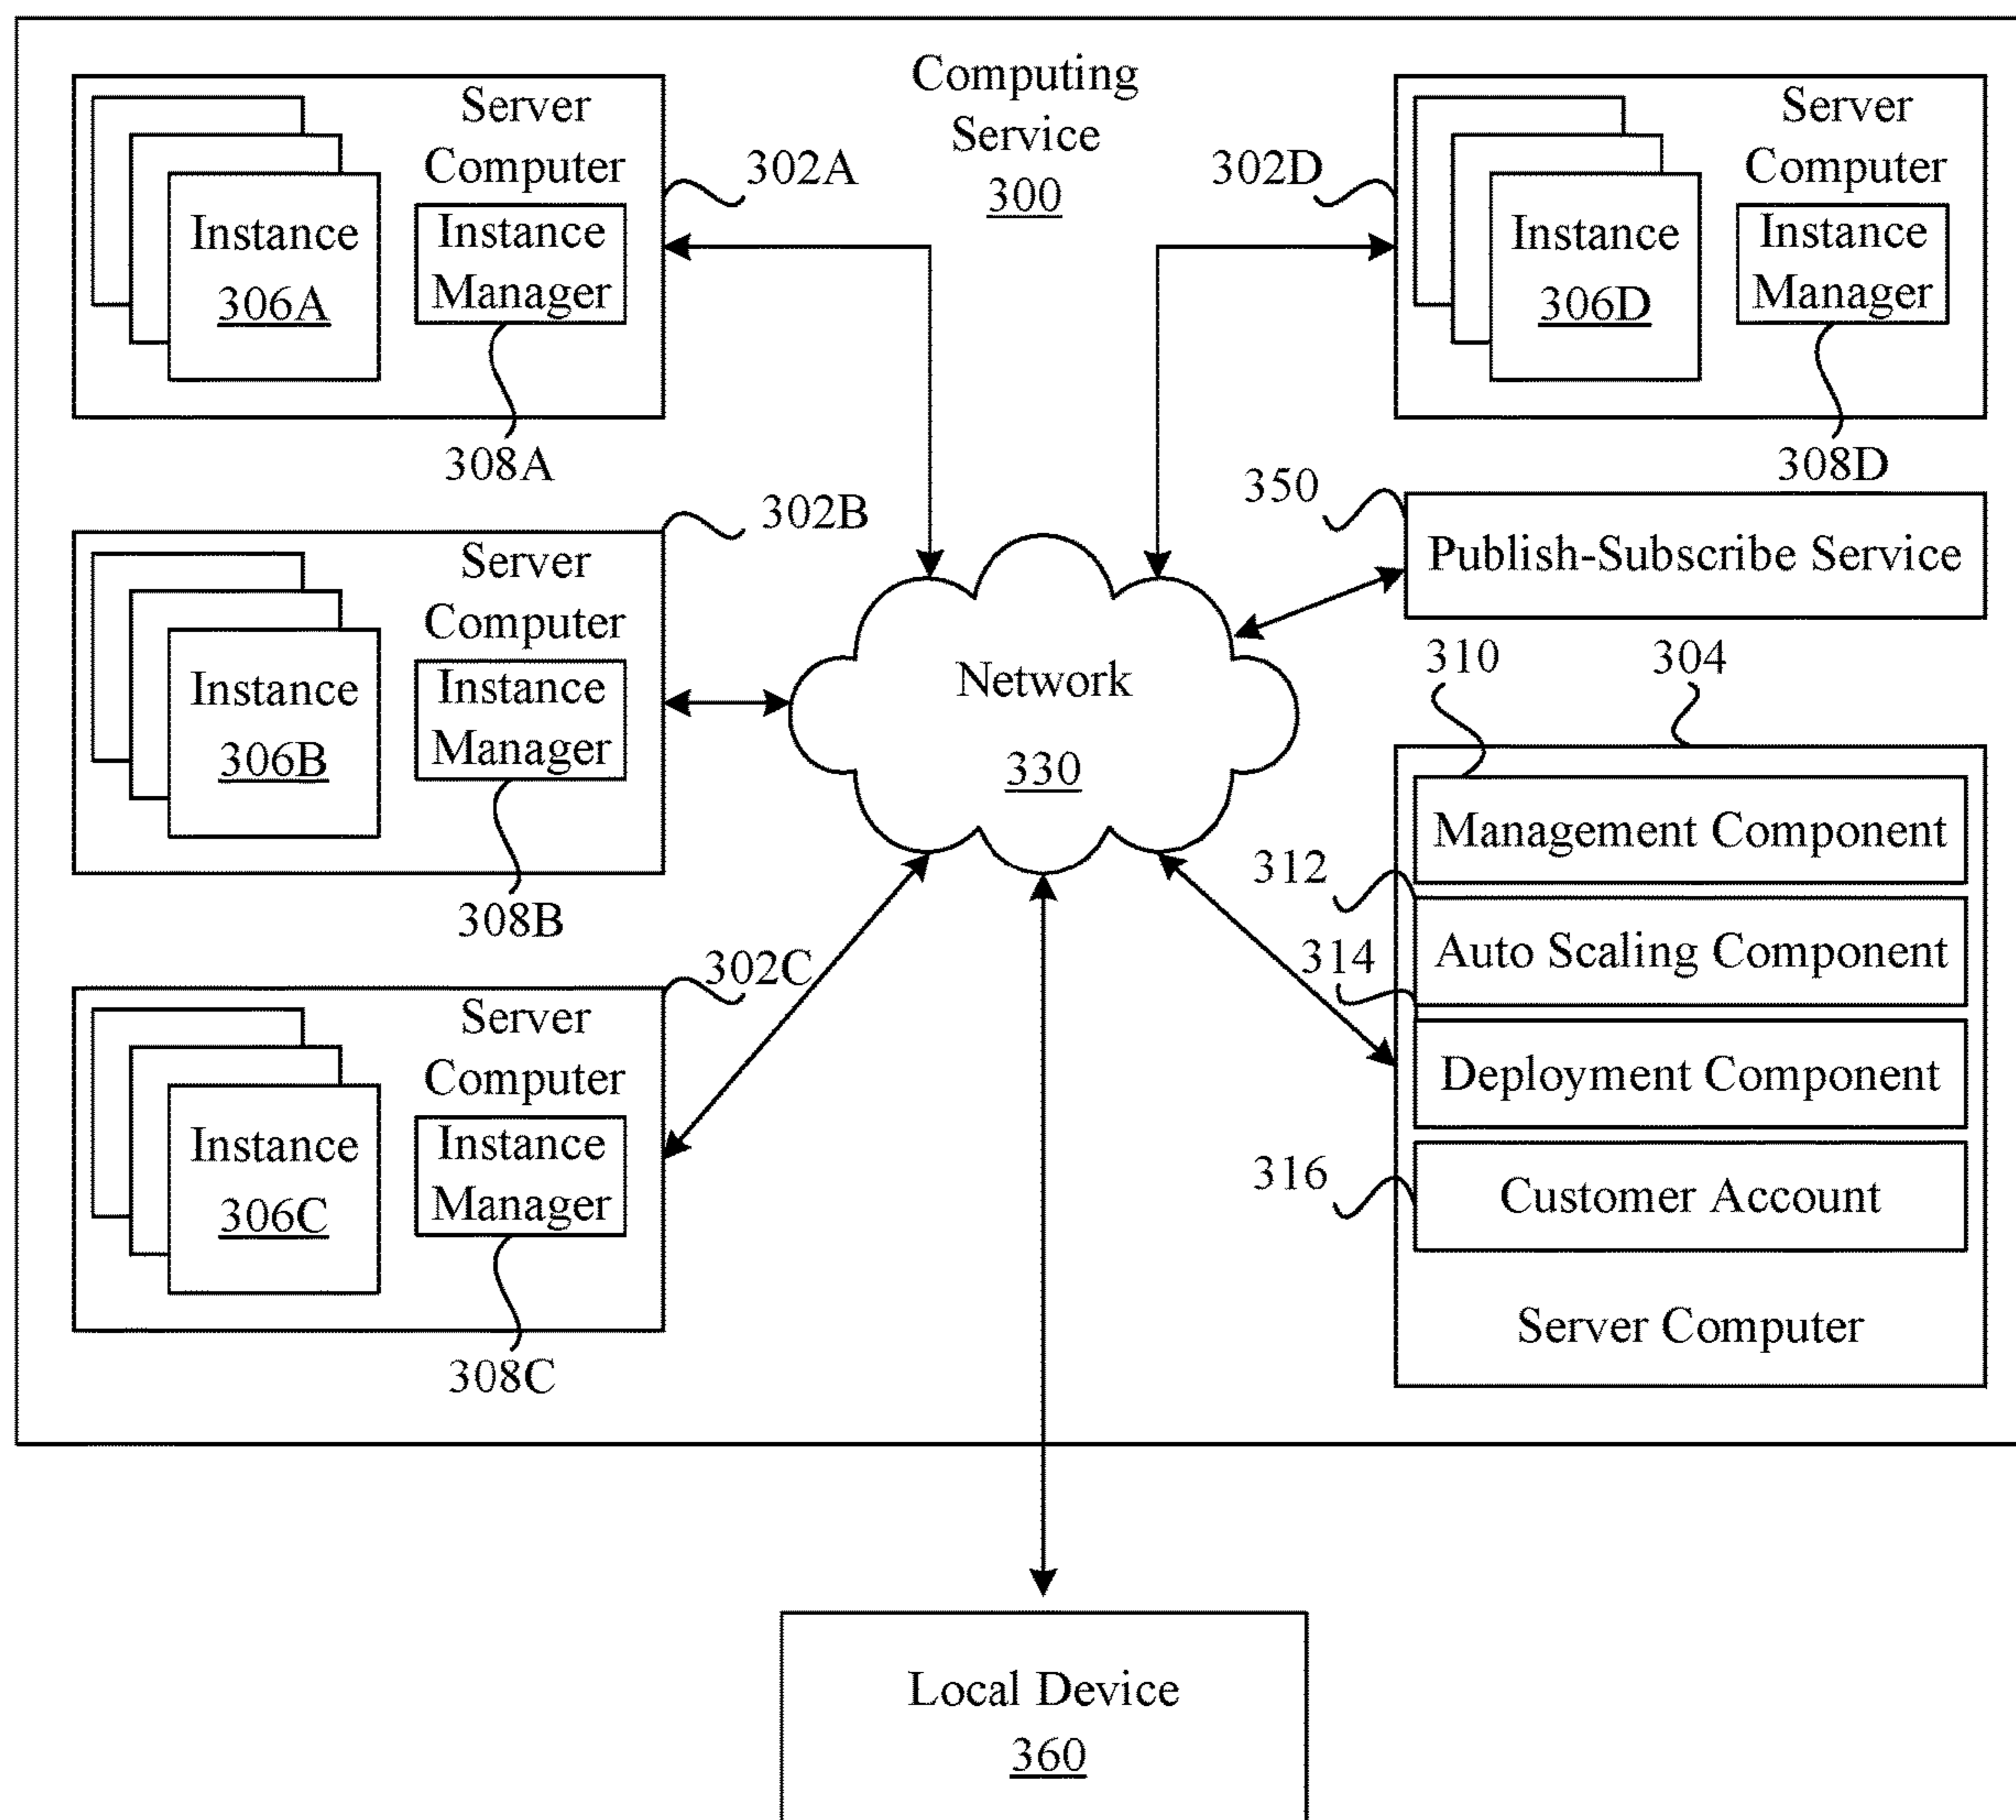 Computing
Service
300
Server
Computer
302A
Instance
306A
Instance
Manager
308A
302D
Server
Computer
Instance
306D
Instance
Manager
308D
302B
Server
Computer
Instance
306B
Instance
Manager
308B
350
Publish-Subscribe Service
Network
330
310
304
Management Component
312
Auto Scaling Component
314
Deployment Component
316
Customer Account
Server Computer
302C
Server
Computer
Instance
306C
Instance
Manager
308C
Local Device
360